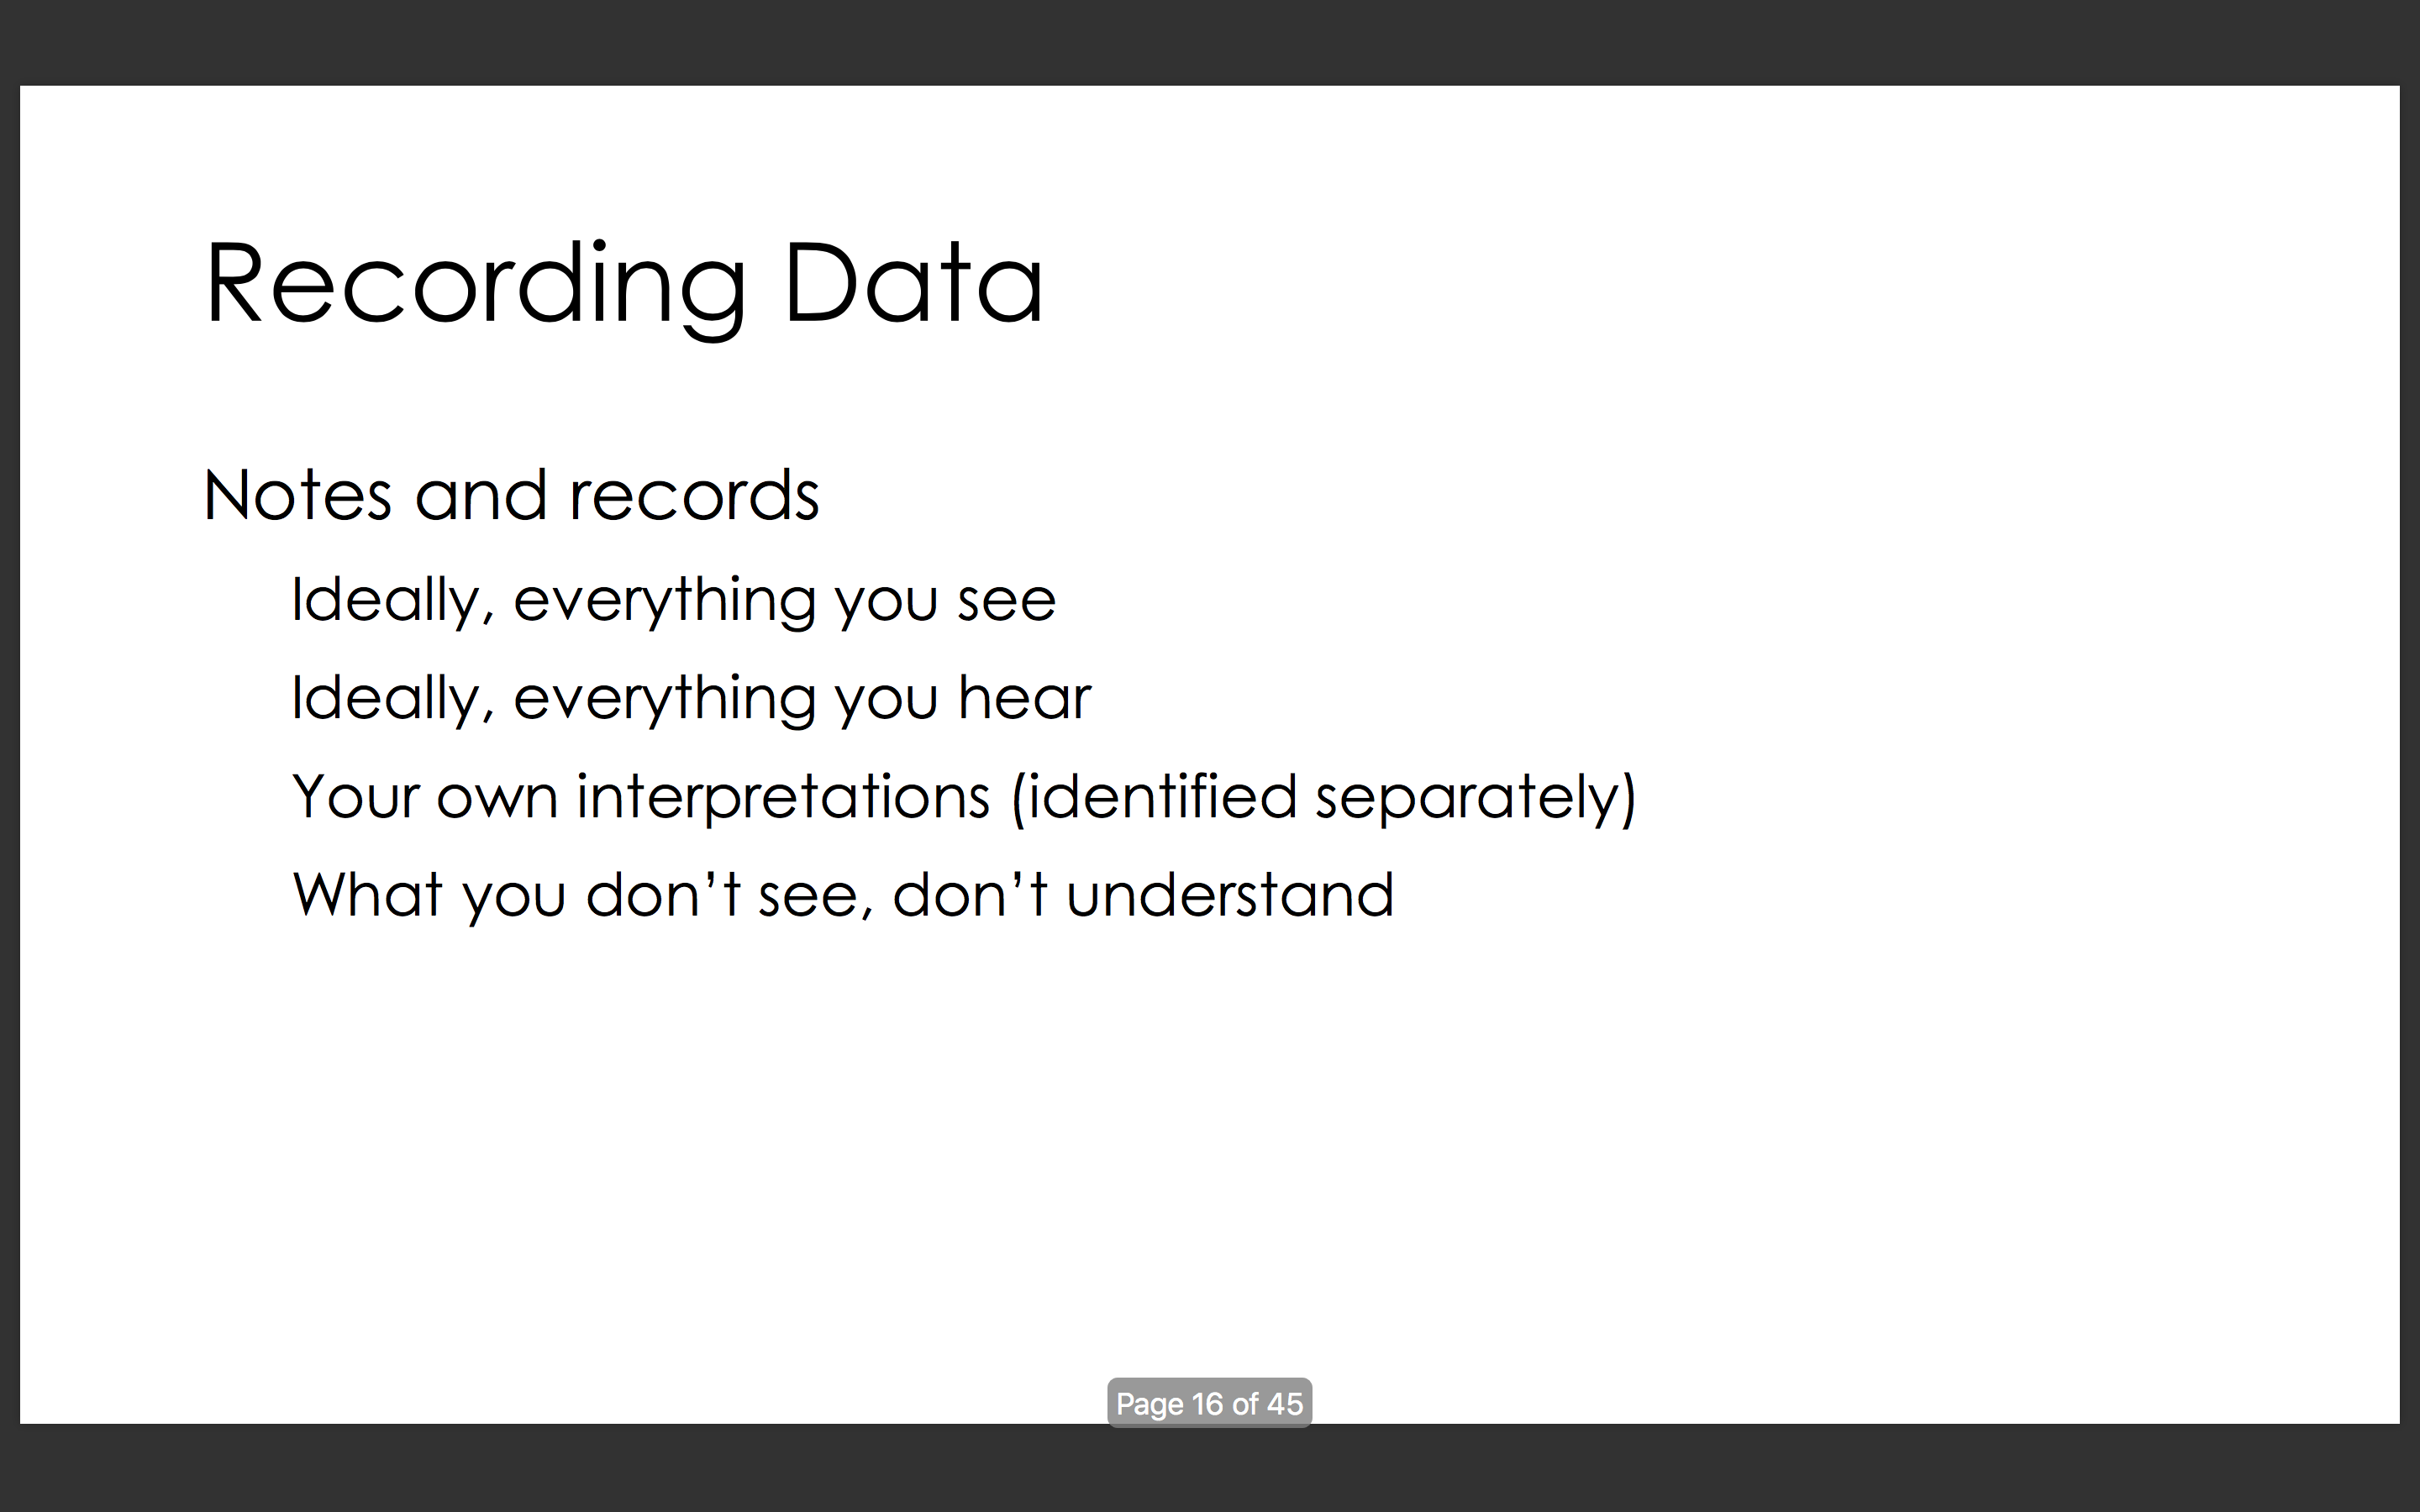 Recording Data
Notes and records
Ideally, everything you see
Ideally, everything you hear
Your own interpretations (identified separately)
What you don’t see, don’t understand
Page 16 of 45